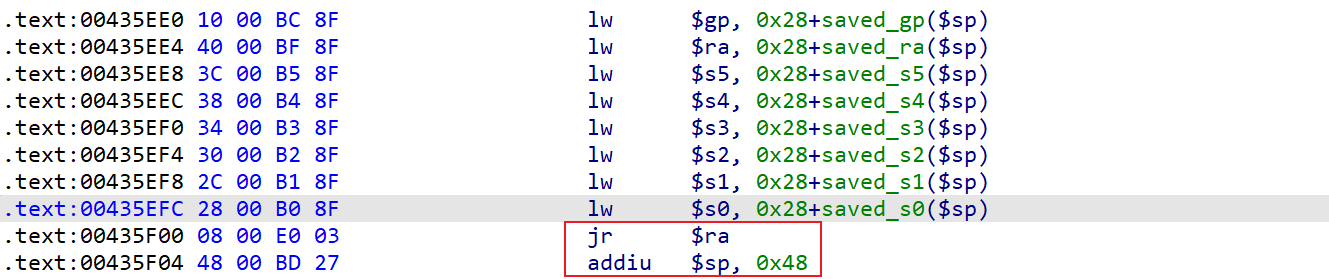 .text:00435EE0 10 00 BC 8F lw $gp, 0x28+saved_gp($sp)
.text:00435EE4 40 00 BF 8F lw $ra, 0x28+saved_ra($sp)
.text:00435EE8 3C 00 B5 8F lw $s5, 0x28+saved_s5($sp)
.text:00435EEC 38 00 B4 8F lw $s4, 0x28+saved_s4($sp)
.text:00435EF0 34 00 B3 8F lw $s3, 0x28+saved_s3($sp)
.text:00435EF4 30 00 B2 8F lw $s2, 0x28+saved_s2($sp)
.text:00435EF8 2C 00 B1 8F lw $s1, 0x28+saved_s1($sp)
.text:00435EFC 28 00 B0 8F lw $s0, 0x28+saved_s0($sp)
.text:00435F00 08 00 E0 03 jr $ra
.text:00435F04 48 00 BD 27 addiu $sp, 0x48